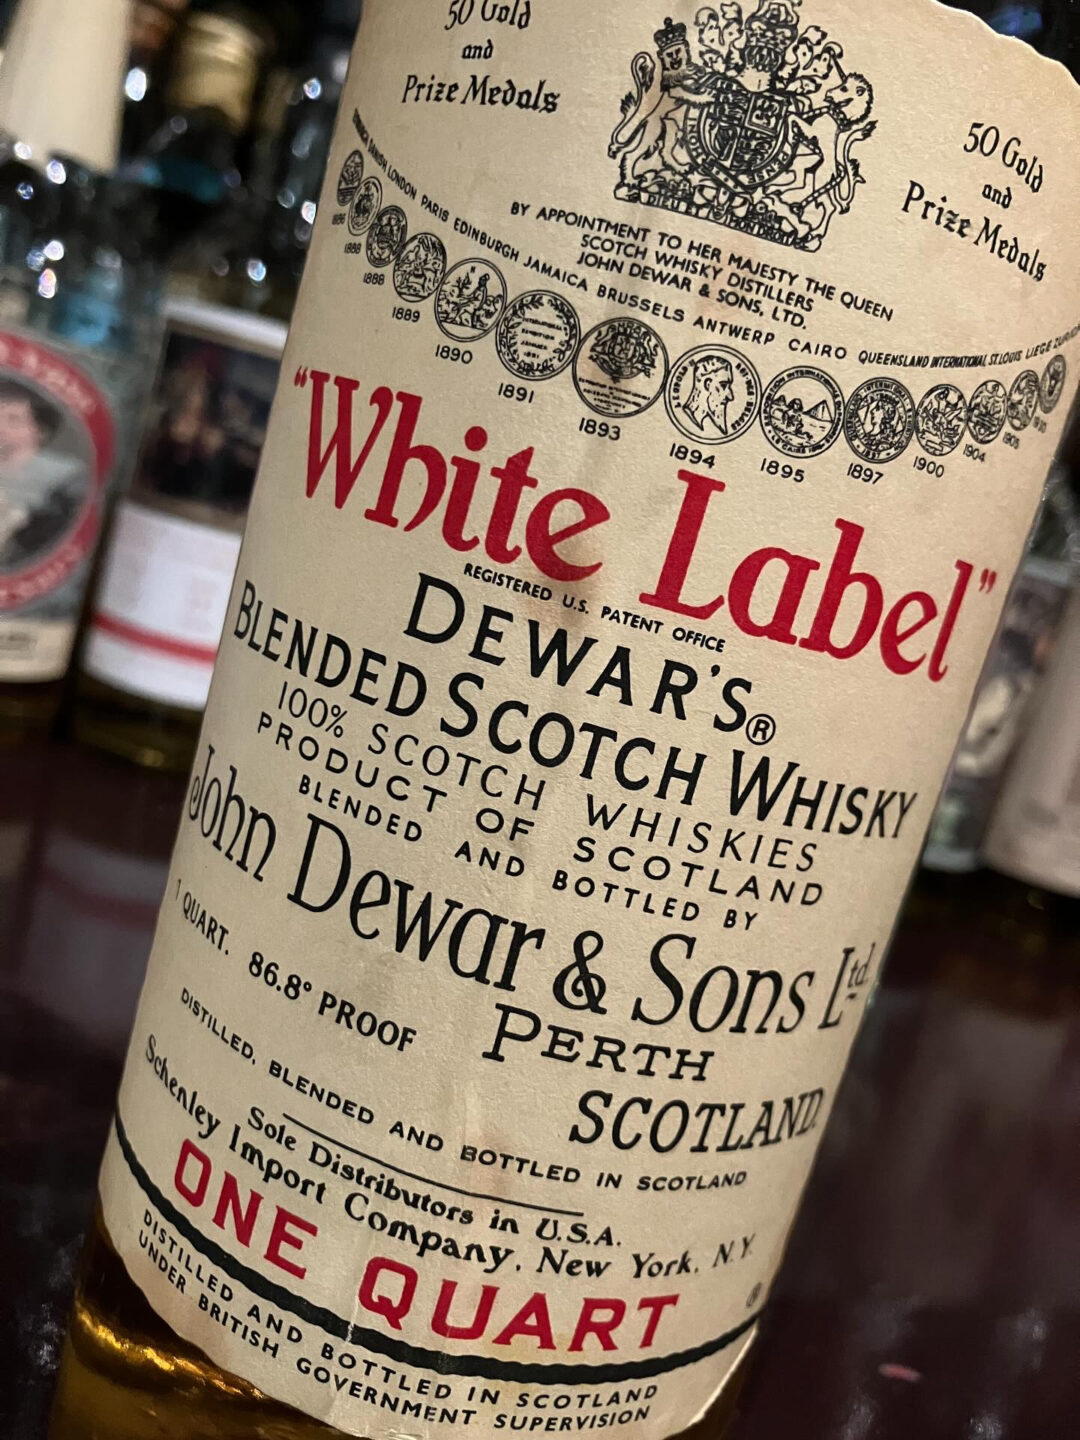 50 Gold
and
Prize Medals
50 Gold
and
Prize Medals
BY APPOINTMENT TO HER MAJESTY THE QUEEN
SCOTCH WHISKY DISTILLERS
JOHN DEWAR & SONS, LTD.
LONDON PARIS EDINBURGH JAMAICA BRUSSELS ANTWERP CAIRO QUEENSLAND INTERNATIONAL ST. LOUIS LIEGE
1886 1888 1888 1889 1890 1891 1893 1894 1895 1897 1900 1904 1905
"White Label"
REGISTERED U.S. PATENT OFFICE
DEWAR'S®
BLENDED SCOTCH WHISKY
100% SCOTCH WHISKIES
PRODUCT OF SCOTLAND
BLENDED AND BOTTLED BY
John Dewar & Sons Ltd.
1 QUART. 86.8° PROOF
PERTH
SCOTLAND.
DISTILLED, BLENDED AND BOTTLED IN SCOTLAND
Sole Distributors in U.S.A.
Schenley Import Company, New York, N.Y.
ONE QUART
®
DISTILLED AND BOTTLED IN SCOTLAND
UNDER BRITISH GOVERNMENT SUPERVISION